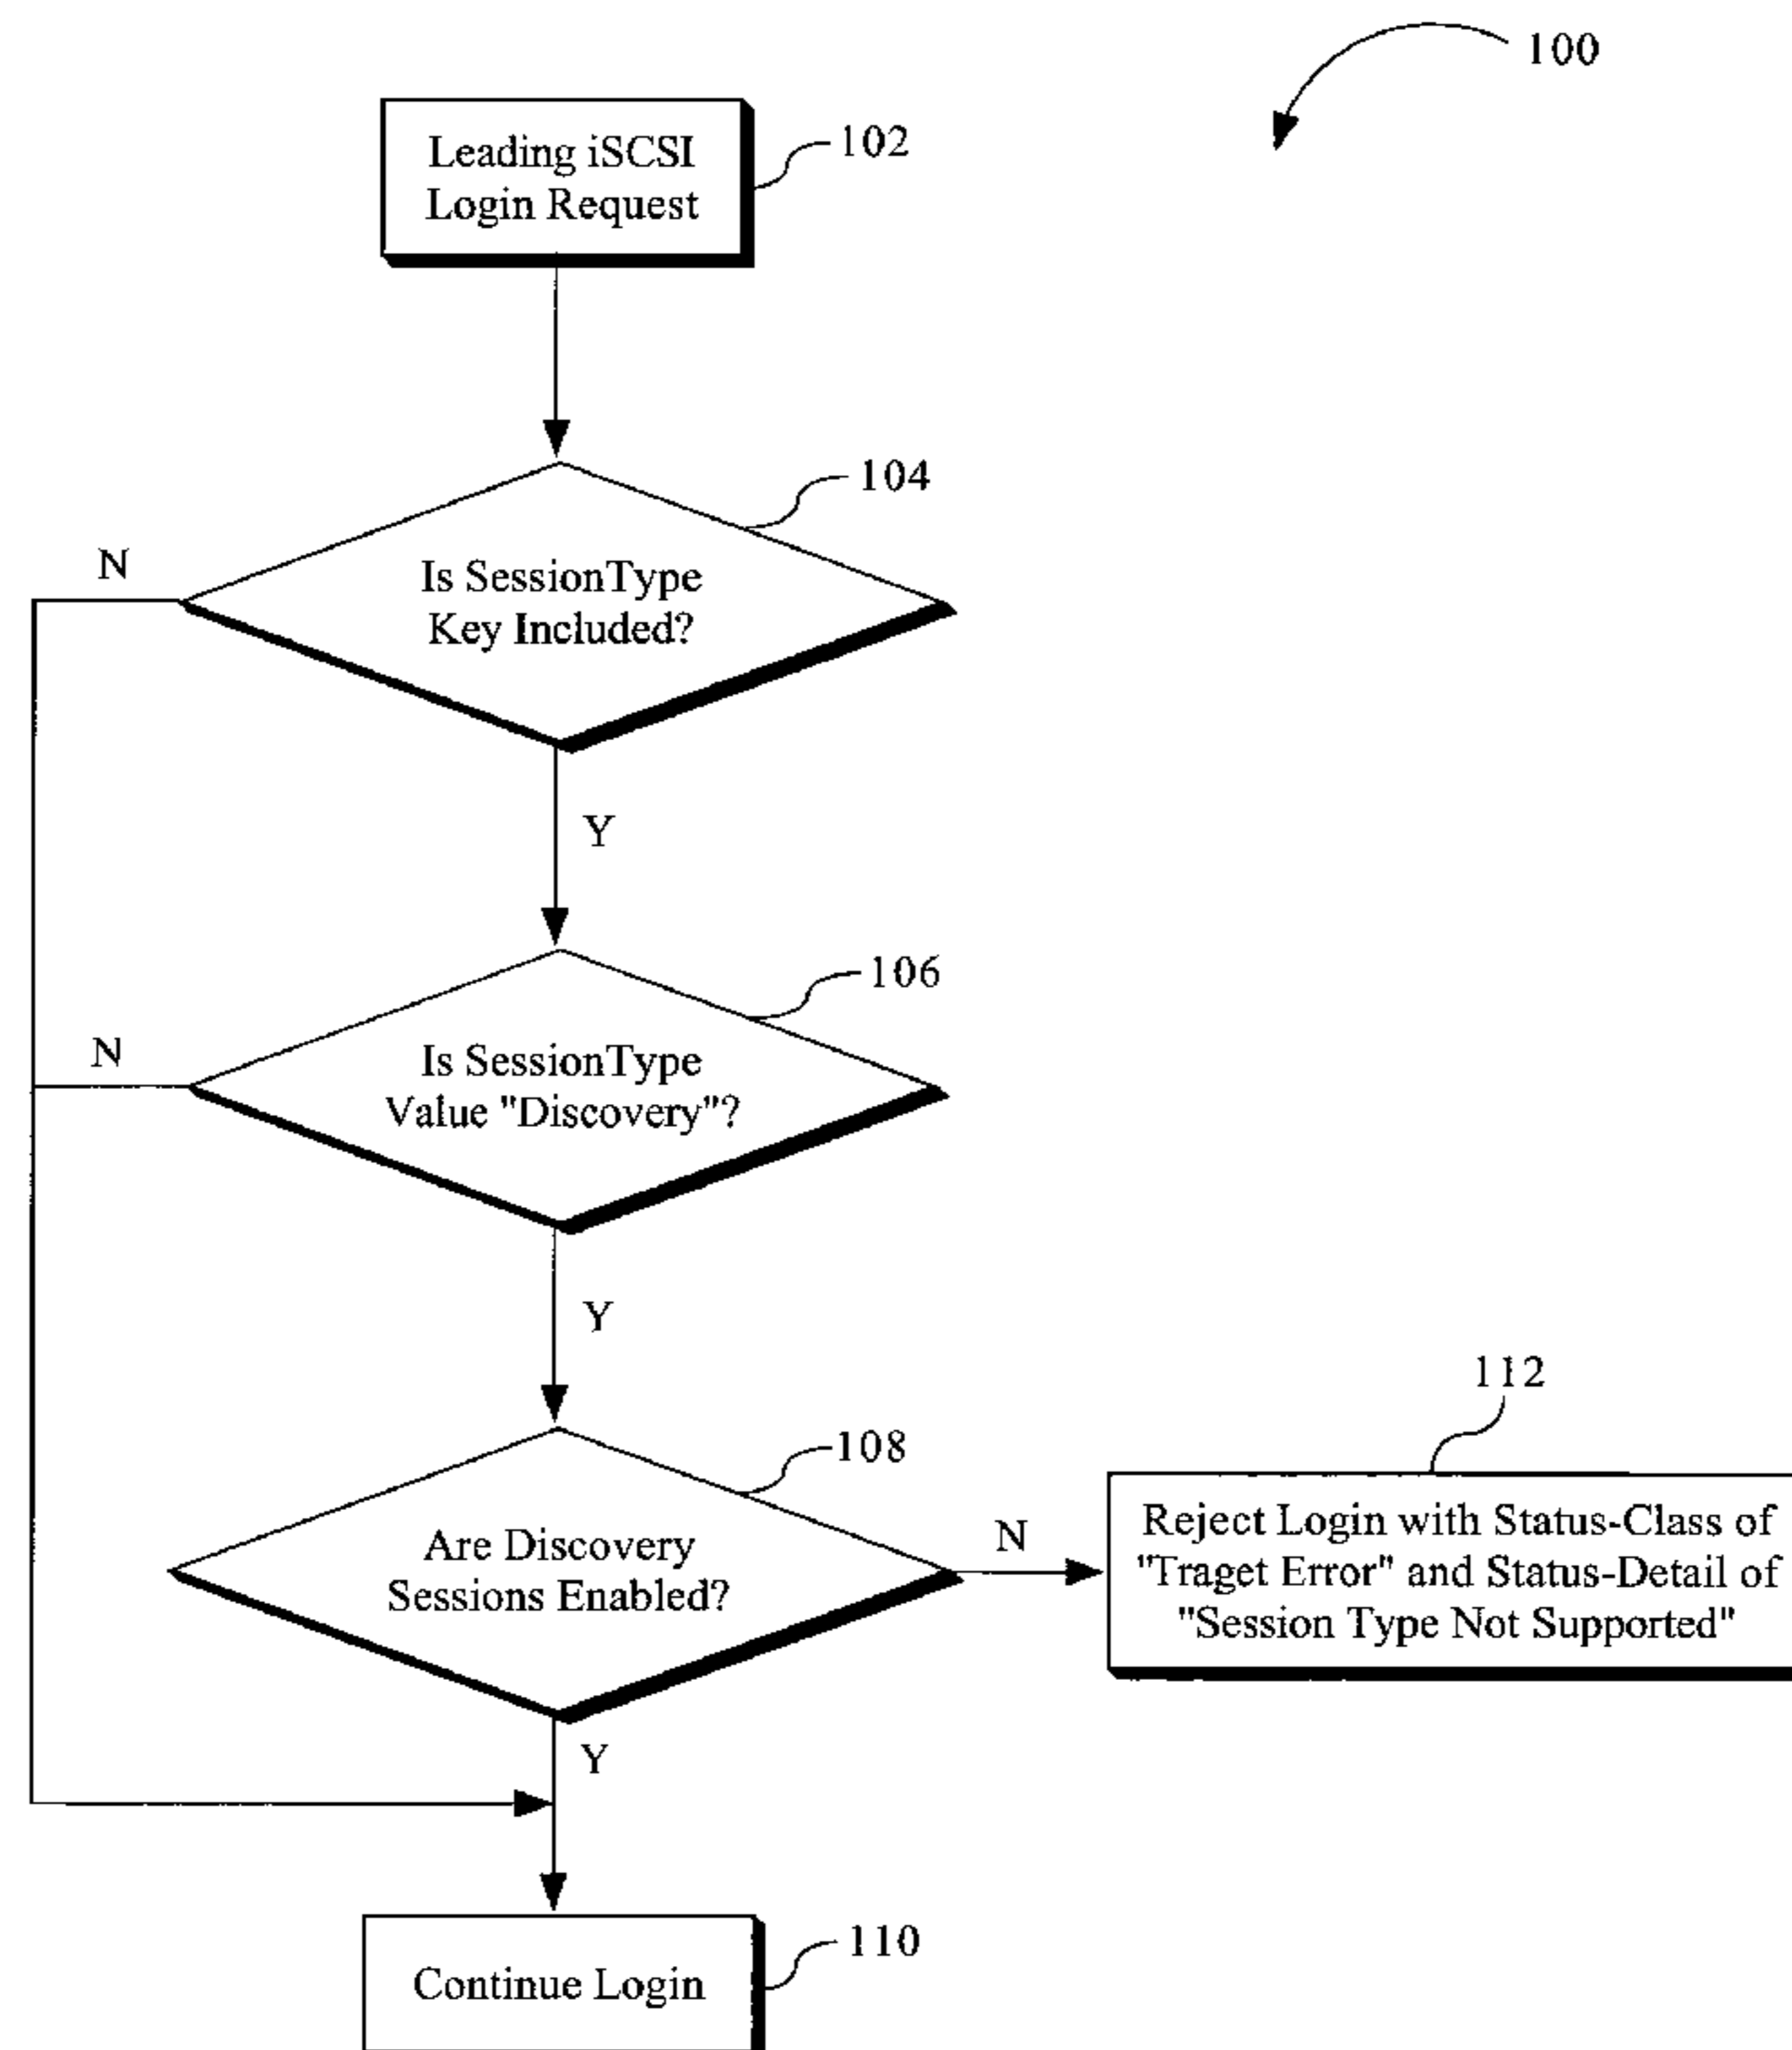 100
Leading iSCSI
Login Request
102
104
N
Is SessionType
Key Included?
Y
106
N
Is SessionType
Value "Discovery"?
Y
108
Are Discovery
Sessions Enabled?
N
112
Reject Login with Status-Class of
"Traget Error" and Status-Detail of
"Session Type Not Supported"
Y
110
Continue Login